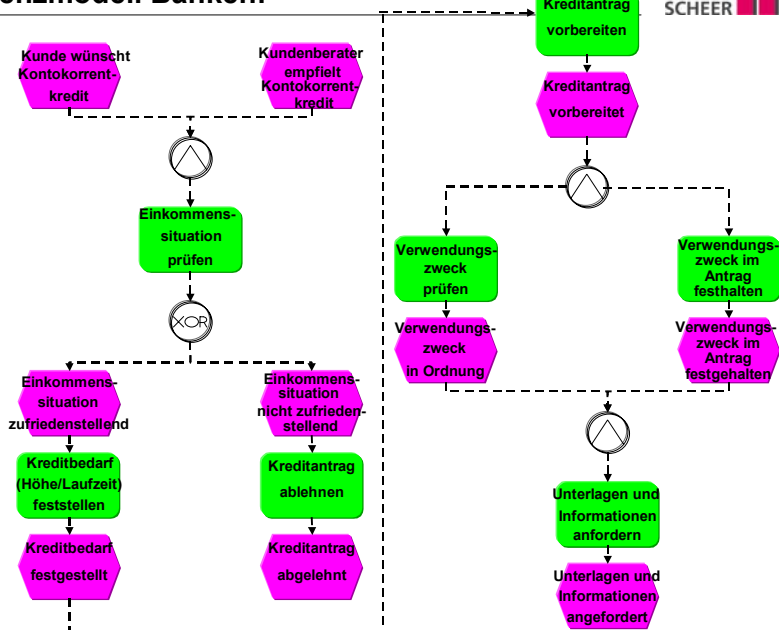 enzmodell Banken:
SCHEER
Kunde wünscht
Kontokorrent-
kredit
Kundenberater
empfielt
Kontokorrent-
kredit
Einkommens-
situation
prüfen
XOR
Einkommens-
situation
zufriedenstellend
Einkommens-
situation
nicht zufrieden-
stellend
Kreditbedarf
(Höhe/Laufzeit)
feststellen
Kreditantrag
ablehnen
Kreditbedarf
festgestellt
Kreditantrag
abgelehnt
Kreditantrag
vorbereiten
Kreditantrag
vorbereitet
Verwendungs-
zweck
prüfen
Verwendungs-
zweck im
Antrag
festhalten
Verwendungs-
zweck
in Ordnung
Verwendungs-
zweck im
Antrag
festgehalten
Unterlagen und
Informationen
anfordern
Unterlagen und
Informationen
angefordert